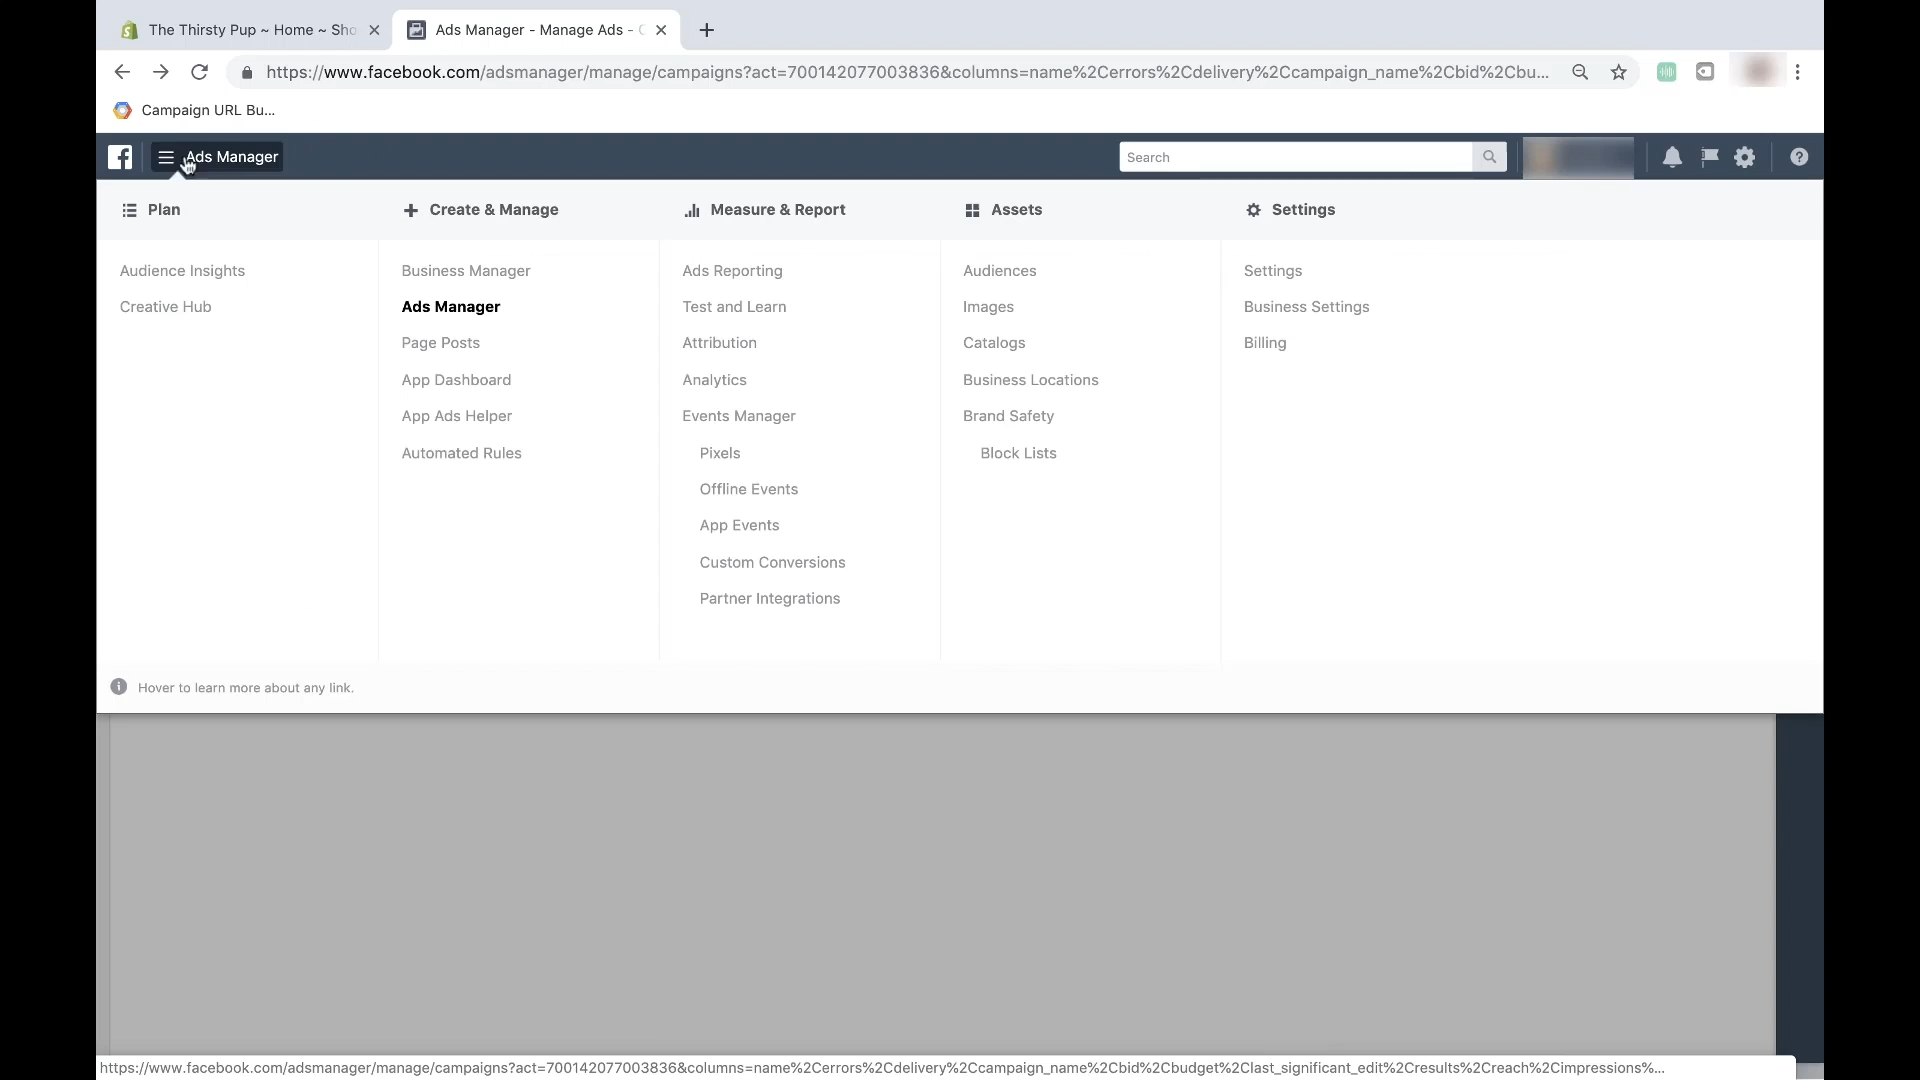 The Thirsty Pup ~ Home ~ Sho
Ads Manager - Manage Ads -
https://www.facebook.com/adsmanager/manage/campaigns?act=700142077003836&columns=name%2Cerrors%2Cdelivery%2Ccampaign_name%2Cbid%2Cbu...
Campaign URL Bu...
Ads Manager
Search
Plan
Create & Manage
Measure & Report
Assets
Settings
Audience Insights
Creative Hub
Business Manager
Ads Manager
Page Posts
App Dashboard
App Ads Helper
Automated Rules
Ads Reporting
Test and Learn
Attribution
Analytics
Events Manager
Pixels
Offline Events
App Events
Custom Conversions
Partner Integrations
Audiences
Images
Catalogs
Business Locations
Brand Safety
Block Lists
Settings
Business Settings
Billing
Hover to learn more about any link.
https://www.facebook.com/adsmanager/manage/campaigns?act=700142077003836&columns=name%2Cerrors%2Cdelivery%2Ccampaign_name%2Cbid%2Cbudget%2Clast_significant_edit%2Cresults%2Creach%2Cimpressions%...